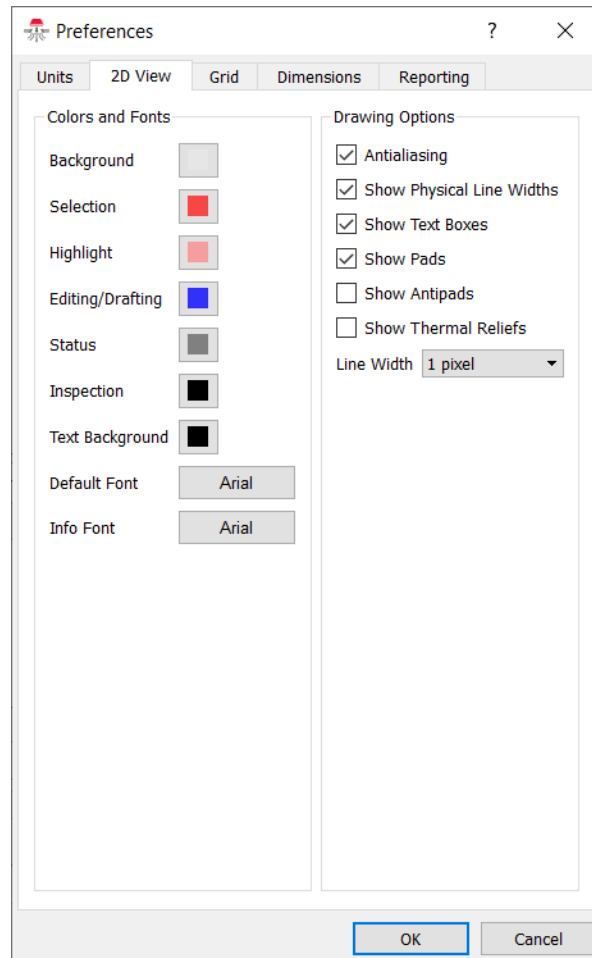 Preferences
?
Units
2D View
Grid
Dimensions
Reporting
Colors and Fonts
Background
Selection
Highlight
Editing/Drafting
Status
Inspection
Text Background
Default Font
Arial
Info Font
Arial
Drawing Options
Antialiasing
Show Physical Line Widths
Show Text Boxes
Show Pads
Show Antipads
Show Thermal Reliefs
Line Width
1 pixel
OK
Cancel